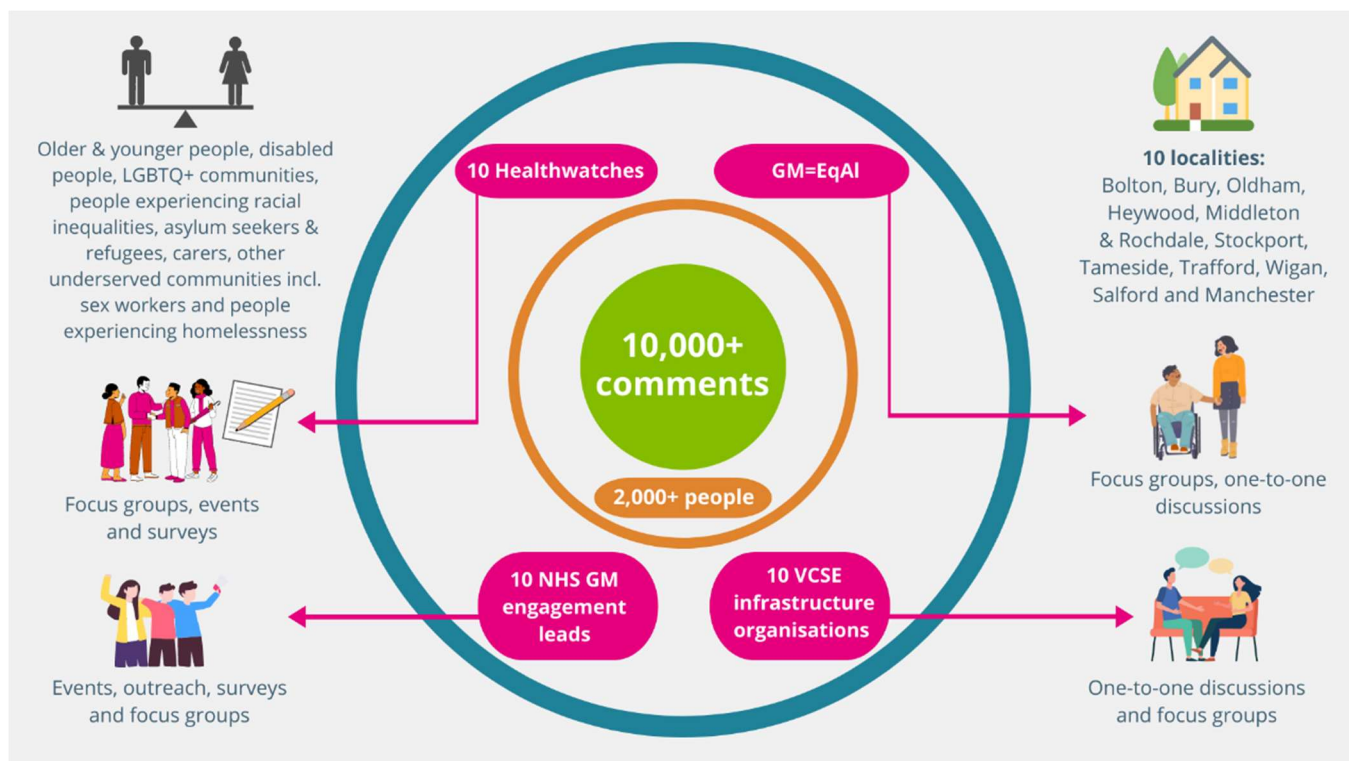 Older & younger people, disabled
people, LGBTQ+ communities,
people experiencing racial
inequalities, asylum seekers &
refugees, carers, other
underserved communities incl.
sex workers and people
experiencing homelessness
Focus groups, events
and surveys
Events, outreach, surveys
and focus groups
10 Healthwatches
GM=EqAl
10,000+
comments
2,000+ people
10 NHS GM
engagement
leads
10 VCSE
infrastructure
organisations
10 localities:
Bolton, Bury, Oldham,
Heywood, Middleton
& Rochdale, Stockport,
Tameside, Trafford, Wigan,
Salford and Manchester
Focus groups, one-to-one
discussions
One-to-one discussions
and focus groups